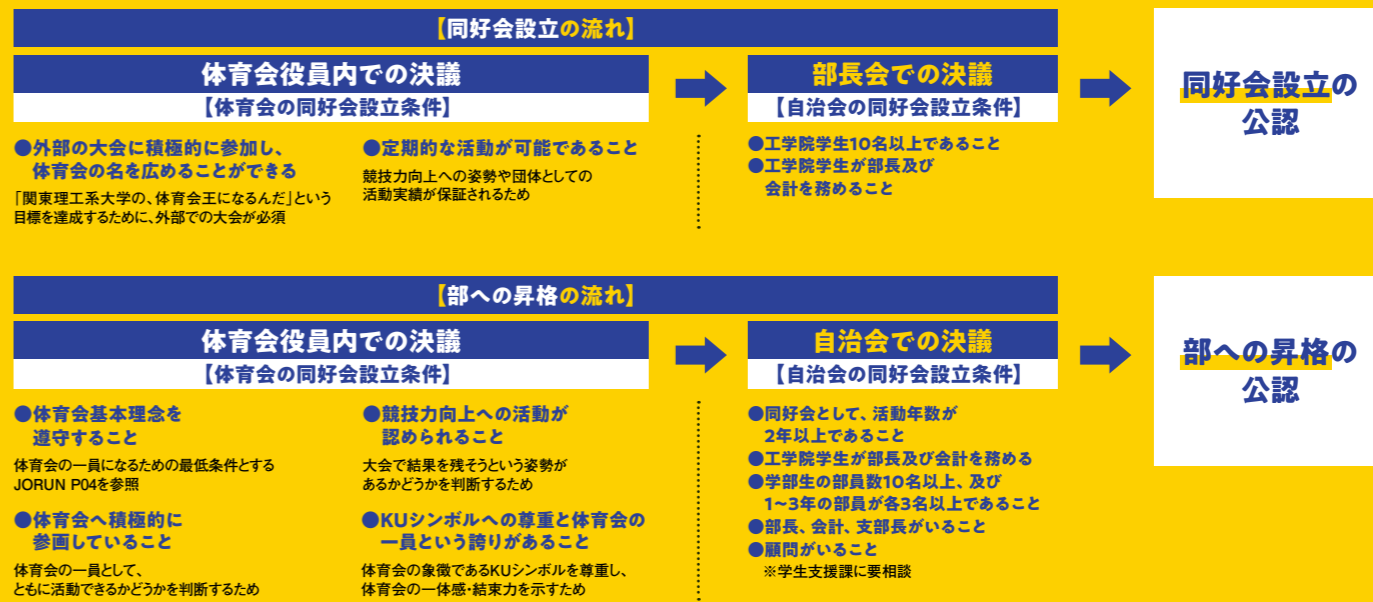 【同好会設立の流れ】
体育会役員内での決議
【体育会の同好会設立条件】
●外部の大会に積極的に参加し、
体育会の名を広めることができる
「関東理工系大学の、体育会王になるんだ」という
目標を達成するために、外部での大会が必須
●定期的な活動が可能であること
競技力向上への姿勢や団体としての
活動実績が保証されるため
部長会での決議
【自治会の同好会設立条件】
●工学院学生10名以上であること
●工学院学生が部長及び
会計を務めること
同好会設立の
公認
【部への昇格の流れ】
体育会役員内での決議
【体育会の同好会設立条件】
●体育会基本理念を
遵守すること
体育会の一員になるための最低条件とする
JORUN P04を参照
●体育会へ積極的に
参画していること
体育会の一員として、
ともに活動できるかどうかを判断するため
●競技力向上への活動が
認められること
大会で結果を残そうという姿勢が
あるかどうかを判断するため
●KUシンボルへの尊重と体育会の
一員という誇りがあること
体育会の象徴であるKUシンボルを尊重し、
体育会の一体感・結束力を示すため
自治会での決議
【自治会の同好会設立条件】
●同好会として、活動年数が
2年以上であること
●工学院学生が部長及び会計を務める
●学部生の部員数10名以上、及び
1~3年の部員が各3名以上であること
●部長、会計、支部長がいること
●顧問がいること
※学生支援課に要相談
部への昇格の
公認